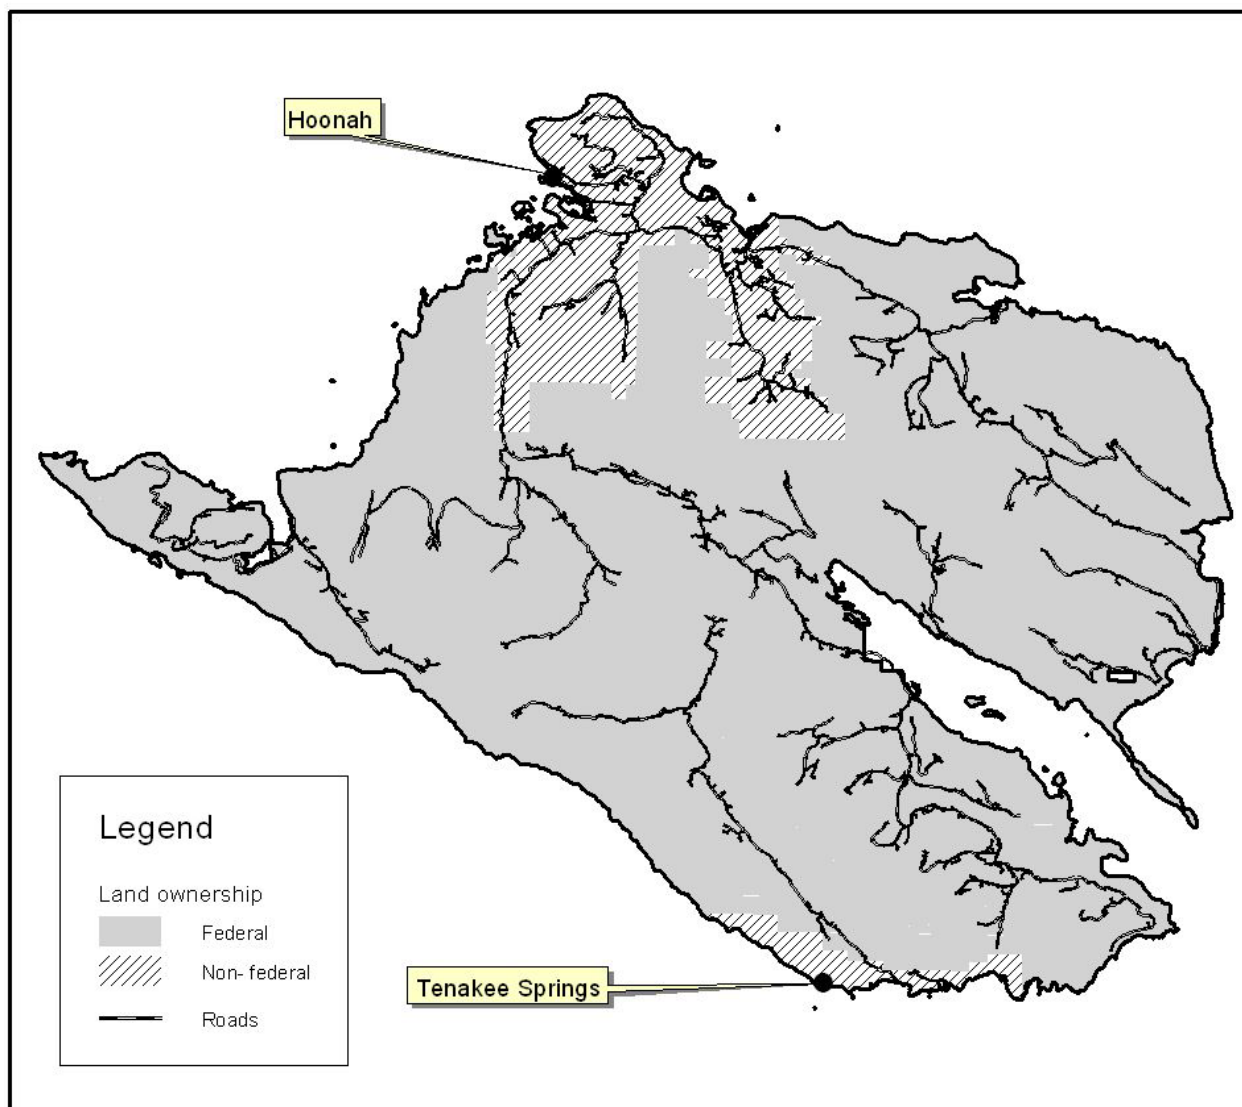 Hoonah
Tenakee Springs
Legend
Land ownership
Federal
Non-federal
Roads